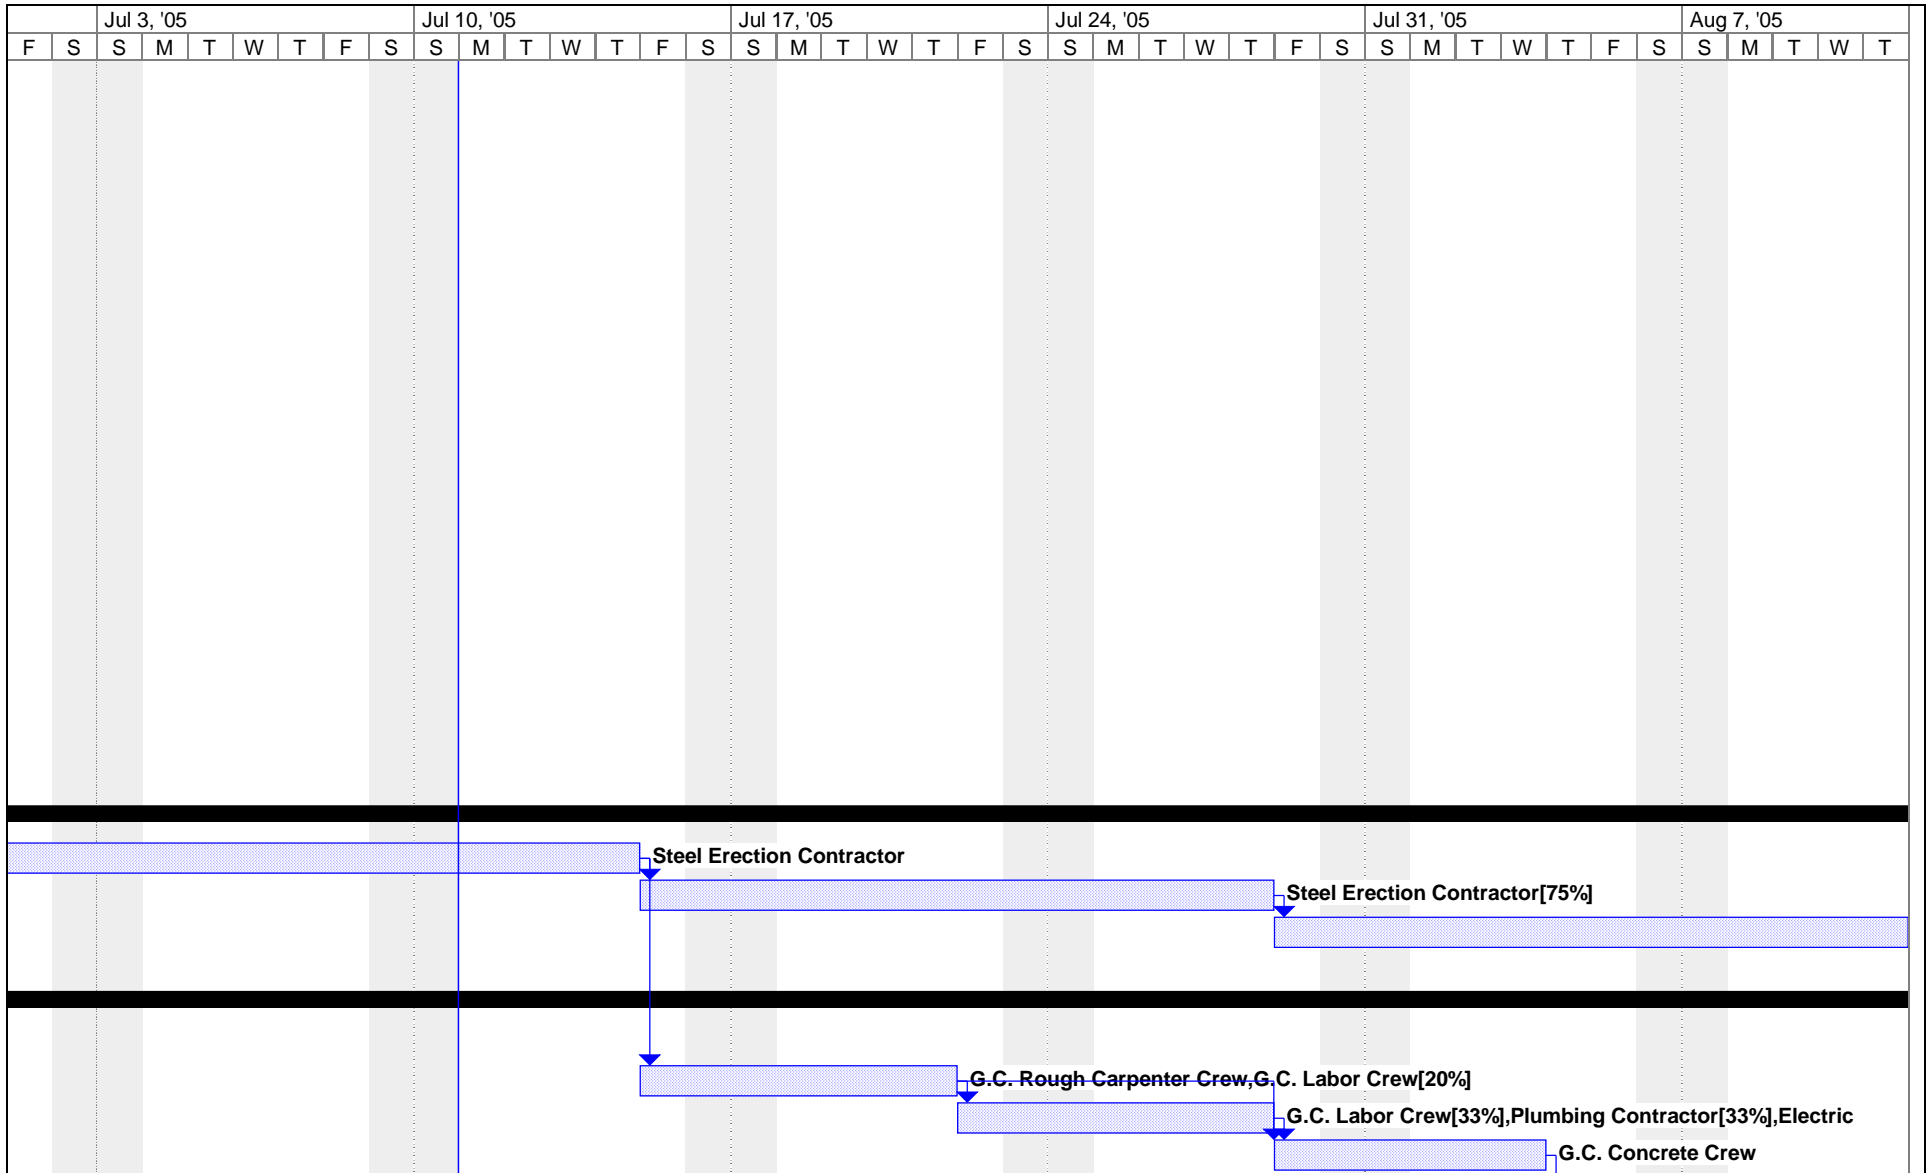 Jul 3, '05 Jul 10, '05 Jul 17, '05 Jul 24, '05 Jul 31, '05 Aug 7, '05
F S S M T W T F S S M T W T F S S M T W T F S S M T W T F S S M T W T F S S M T W T
Steel Erection Contractor
Steel Erection Contractor[75%]
G.C. Rough Carpenter Crew,G.C. Labor Crew[20%]
G.C. Labor Crew[33%],Plumbing Contractor[33%],Electric
G.C. Concrete Crew